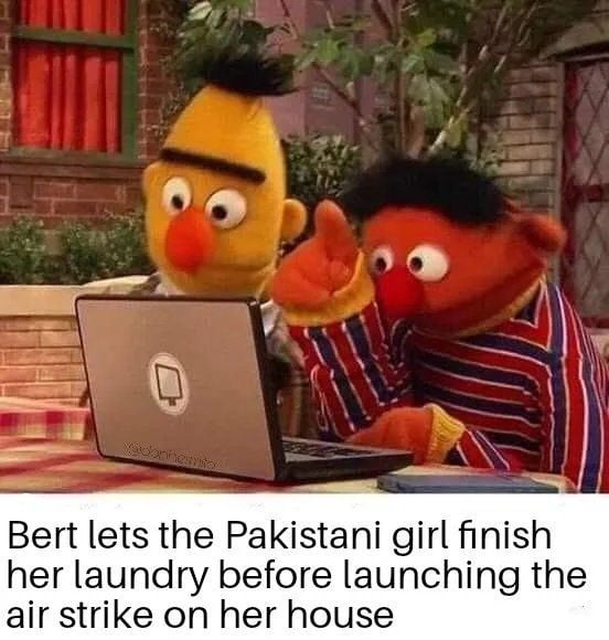 Bert lets the Pakistani girl finish
her laundry before launching the
air strike on her house